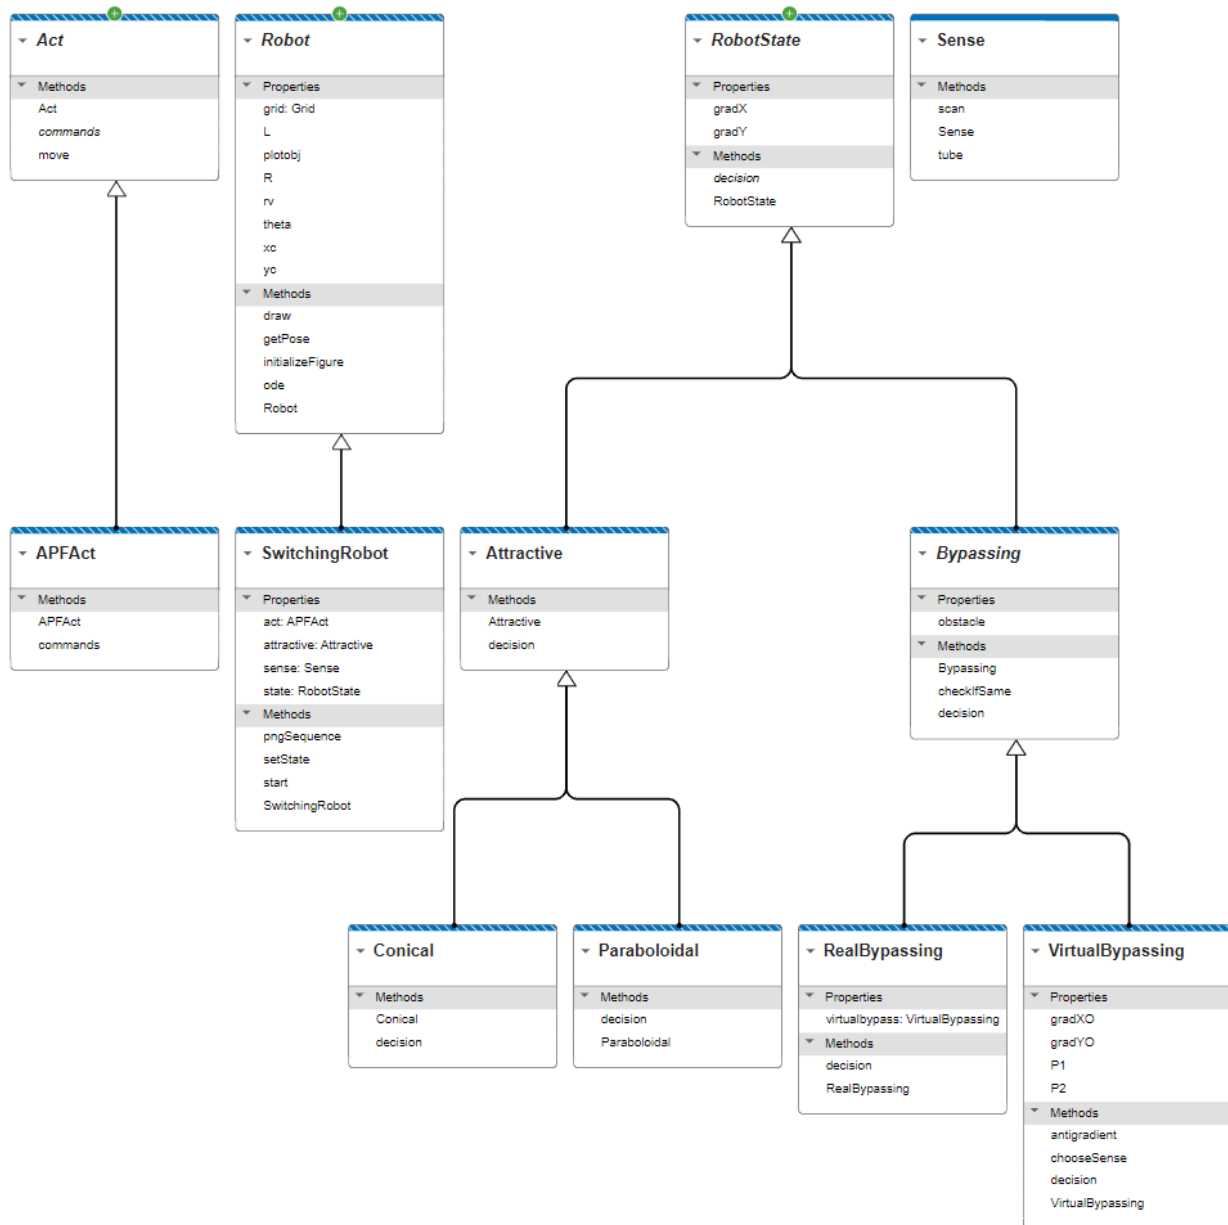 Act
Methods
Act
commands
move
Robot
Properties
grid: Grid
L
plotobj
R
rv
theta
xc
yc
Methods
draw
getPose
initializeFigure
ode
Robot
RobotState
Properties
gradX
gradY
Methods
decision
RobotState
Sense
Methods
scan
Sense
tube
APFAct
Methods
APFAct
commands
SwitchingRobot
Properties
act: APFAct
attractive: Attractive
sense: Sense
state: RobotState
Methods
pngSequence
setState
start
SwitchingRobot
Attractive
Methods
Attractive
decision
Bypassing
Properties
obstacle
Methods
Bypassing
checkIfSame
decision
Conical
Methods
Conical
decision
Paraboloidal
Methods
decision
Paraboloidal
RealBypassing
Properties
virtualbypass: VirtualBypassing
Methods
decision
RealBypassing
VirtualBypassing
Properties
gradXO
gradYO
P1
P2
Methods
antigradient
chooseSense
decision
VirtualBypassing